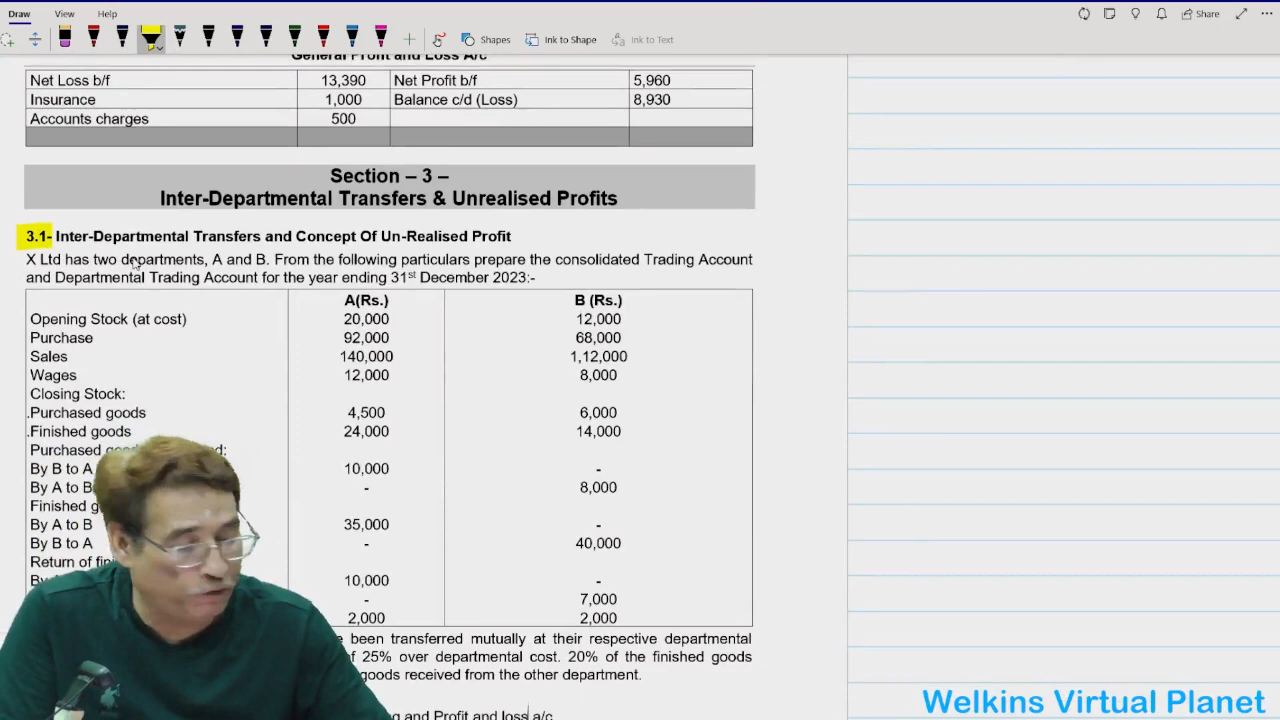 Draw View Help Share
Shapes Ink to Shape Ink to Text
General Profit and Loss A/c
Net Loss b/f 13,390 Net Profit b/f 5,960
Insurance 1,000 Balance c/d (Loss) 8,930
Accounts charges 500
Section – 3 –
Inter-Departmental Transfers & Unrealised Profits
3.1- Inter-Departmental Transfers and Concept Of Un-Realised Profit
X Ltd has two departments, A and B. From the following particulars prepare the consolidated Trading Account
and Departmental Trading Account for the year ending 31st December 2023:-
A(Rs.) B (Rs.)
Opening Stock (at cost) 20,000 12,000
Purchase 92,000 68,000
Sales 140,000 1,12,000
Wages 12,000 8,000
Closing Stock:
.Purchased goods 4,500 6,000
.Finished goods 24,000 14,000
Purchased
By B to A 10,000 -
By A to B - 8,000
Finished
By A to B 35,000 -
By B to A - 40,000
Return of
10,000 -
- 7,000
2,000 2,000
been transferred mutually at their respective departmental
of 25% over departmental cost. 20% of the finished goods
goods received from the other department.
and Profit and loss a/c
Welkins Virtual Planet